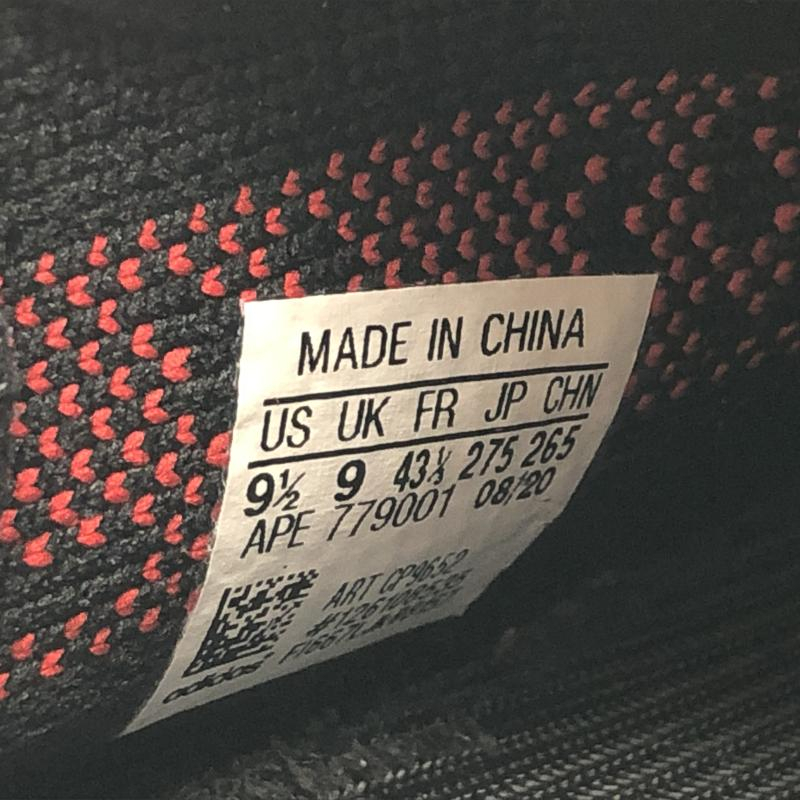 MADE IN CHINA
US UK FR JP CHN
9½ 9 43⅓ 275 265
APE 779001 08/20
ART CP9652
adidas